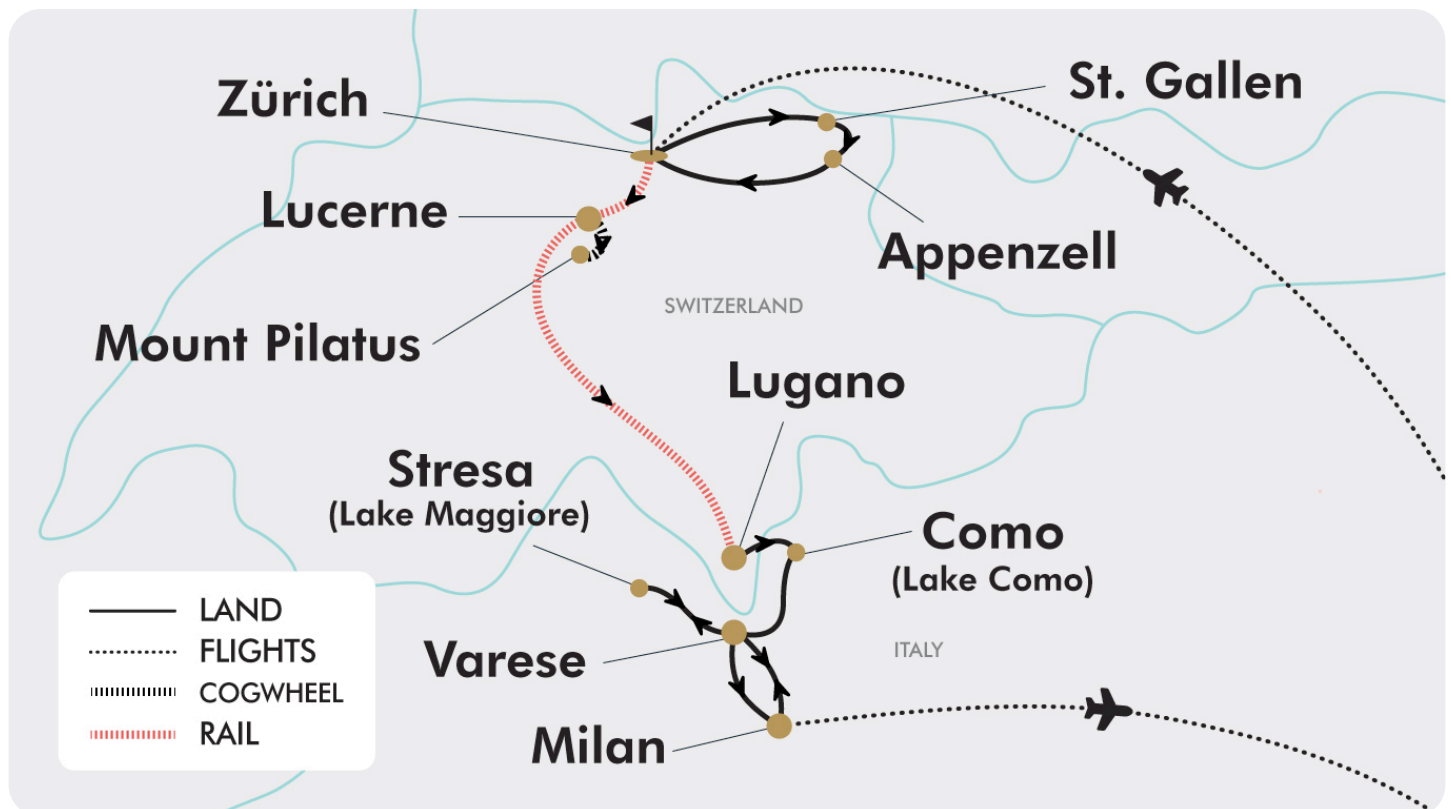 Zürich
St. Gallen
Lucerne
Appenzell
SWITZERLAND
Mount Pilatus
Lugano
Stresa
(Lake Maggiore)
Como
(Lake Como)
LAND
FLIGHTS
COGWHEEL
RAIL
Varese
ITALY
Milan